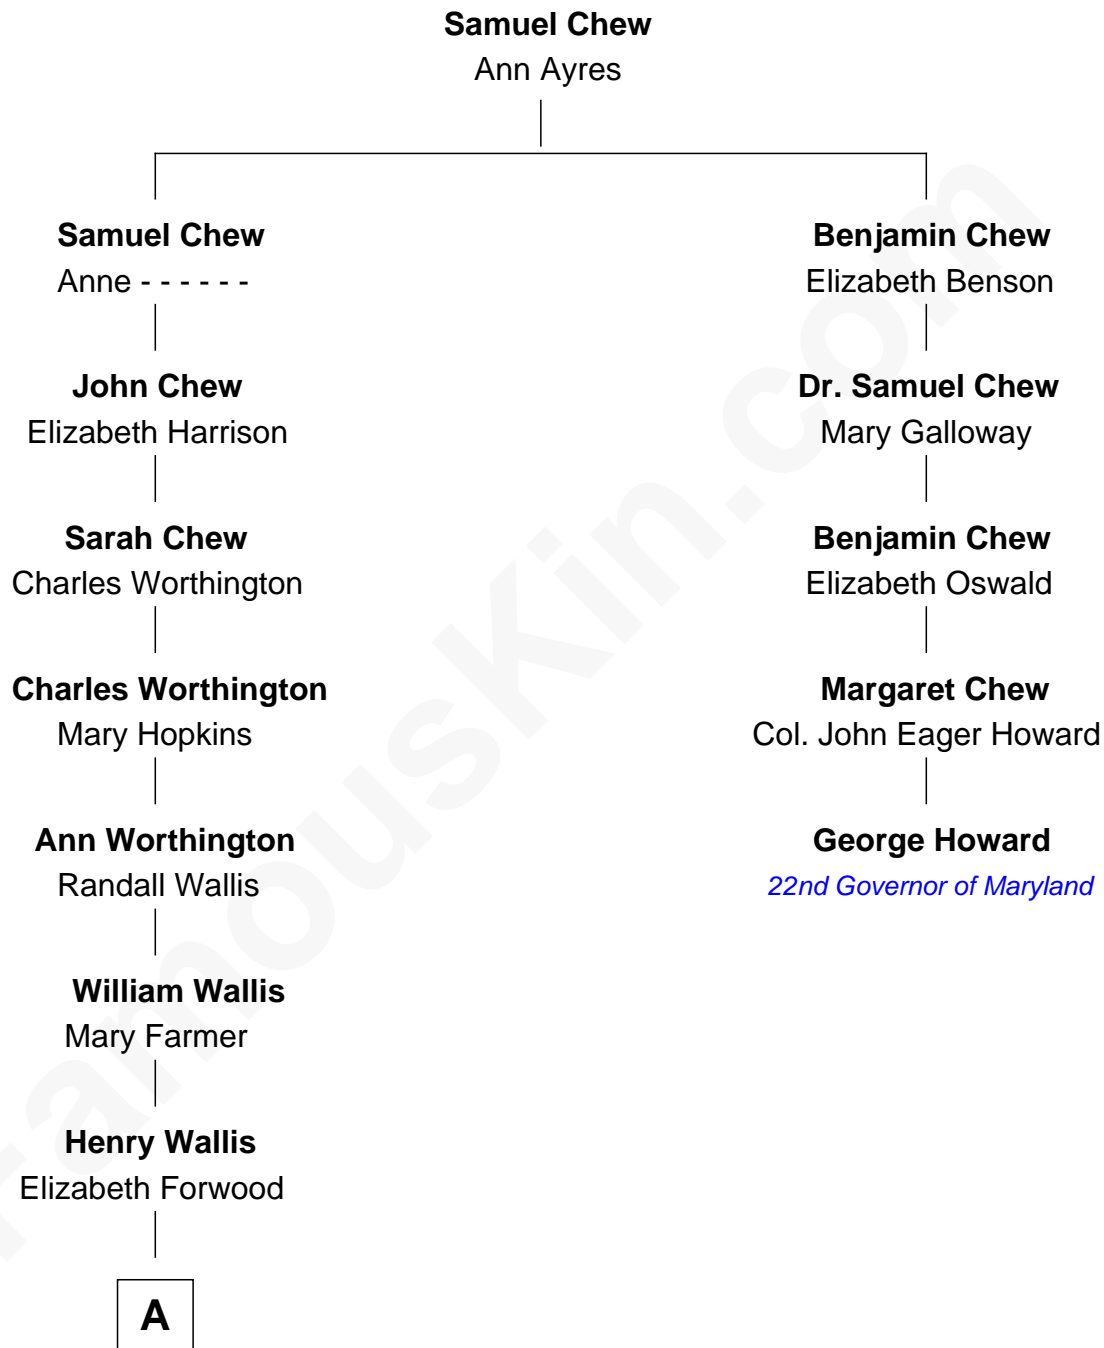 Samuel Chew
Ann Ayres
Samuel Chew
Anne - - - - - -
John Chew
Elizabeth Harrison
Sarah Chew
Charles Worthington
Charles Worthington
Mary Hopkins
Ann Worthington
Randall Wallis
William Wallis
Mary Farmer
Henry Wallis
Elizabeth Forwood
A
Benjamin Chew
Elizabeth Benson
Dr. Samuel Chew
Mary Galloway
Benjamin Chew
Elizabeth Oswald
Margaret Chew
Col. John Eager Howard
George Howard
22nd Governor of Maryland
FamousKin.com